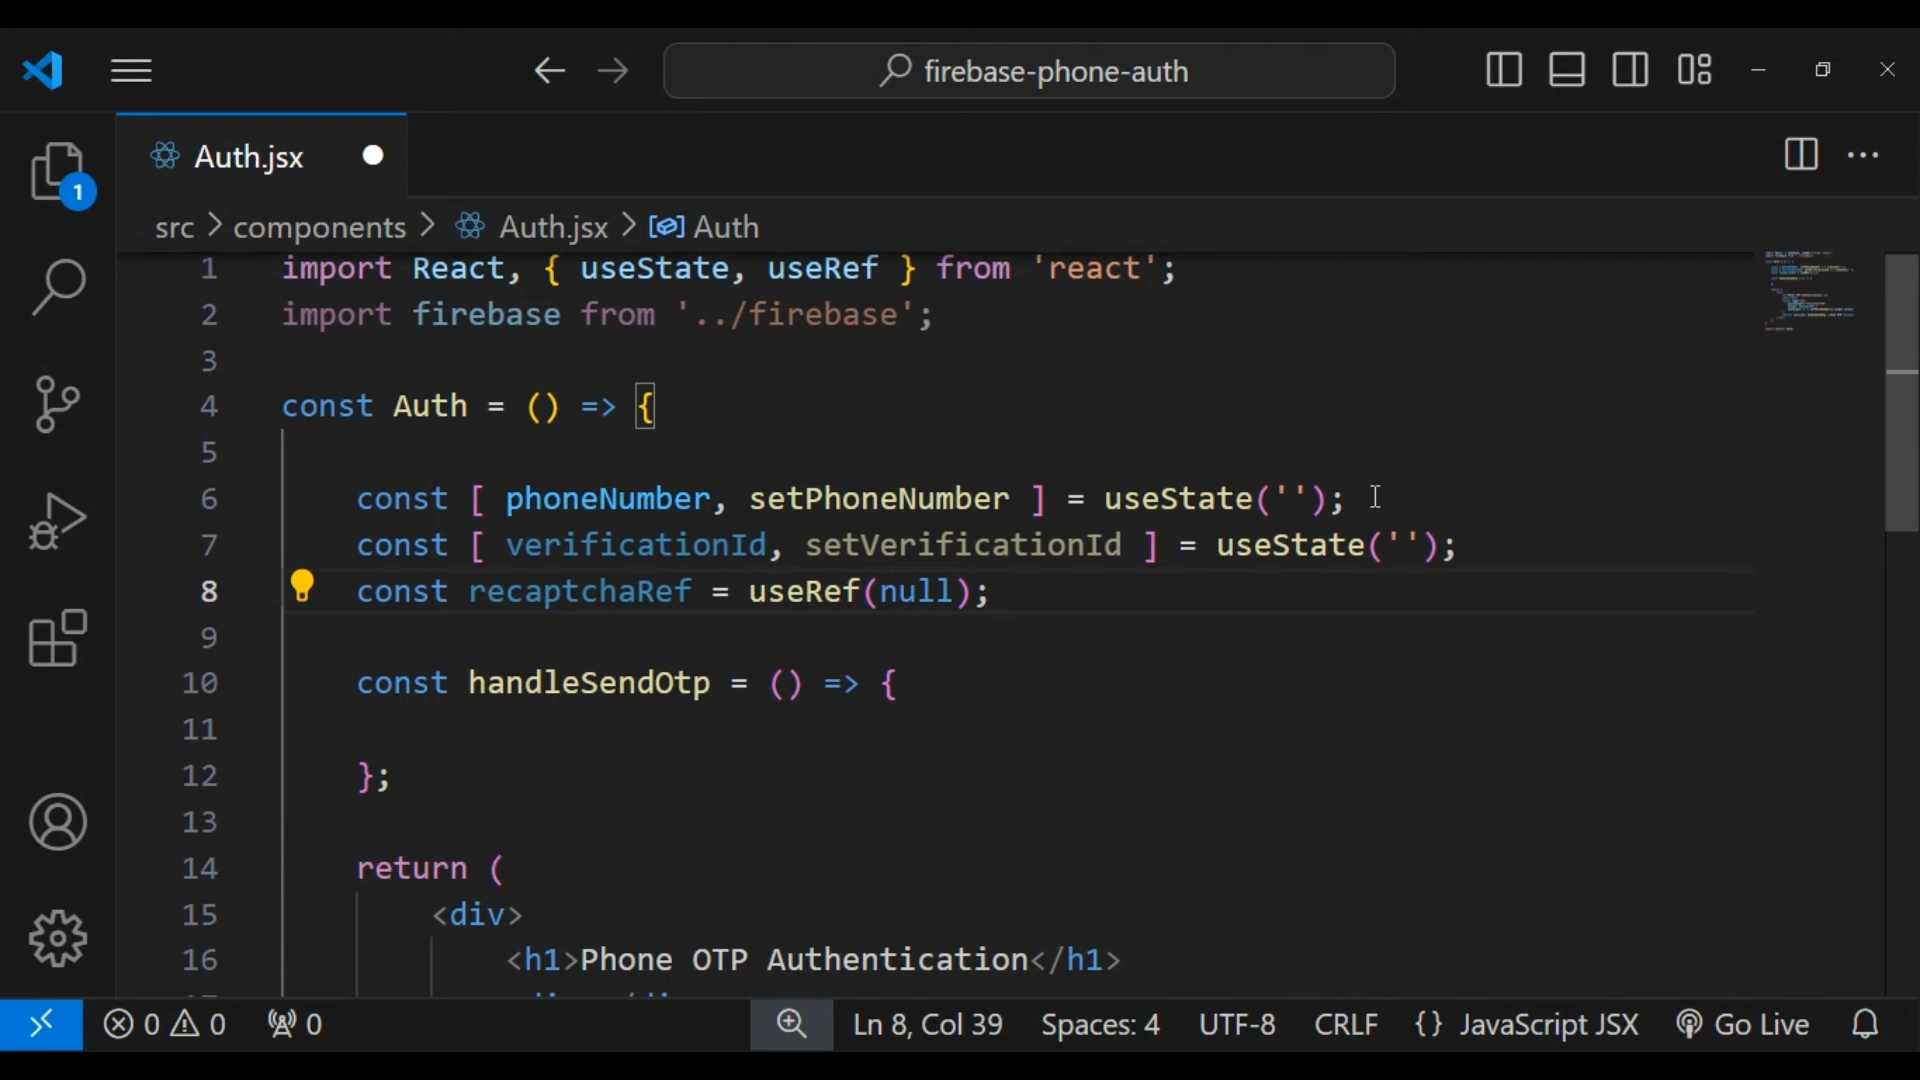 firebase-phone-auth
Auth.jsx
1
src > components > Auth.jsx > Auth
1 import React, { useState, useRef } from 'react';
2 import firebase from '../firebase';
3
4 const Auth = () => {
5
6 const [ phoneNumber, setPhoneNumber ] = useState('');
7 const [ verificationId, setVerificationId ] = useState('');
8 const recaptchaRef = useRef(null);
9
10 const handleSendOtp = () => {
11
12 };
13
14 return (
15 <div>
16 <h1>Phone OTP Authentication</h1>
0 0 0 Ln 8, Col 39 Spaces: 4 UTF-8 CRLF {} JavaScript JSX Go Live